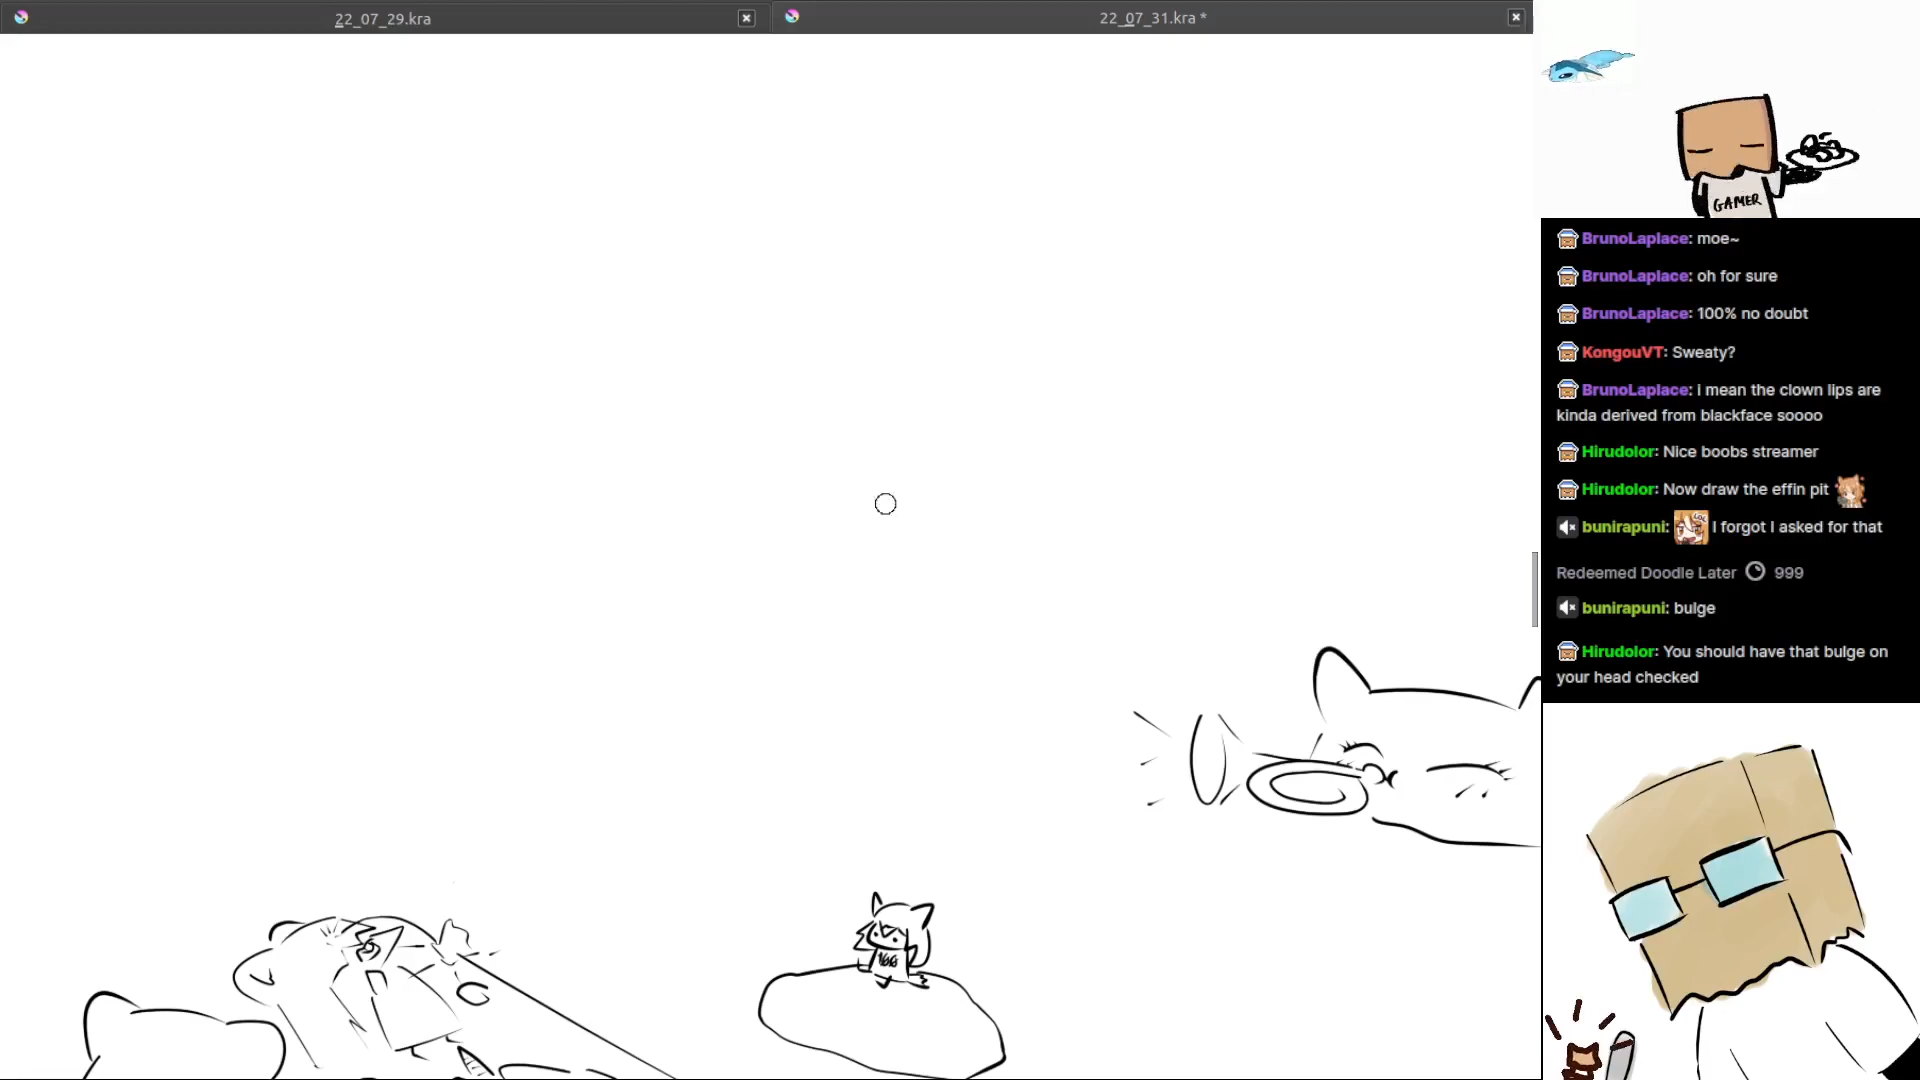 22_07_29.kra
22_07_31.kra *
GAMER
BrunoLaplace: moe~
BrunoLaplace: oh for sure
BrunoLaplace: 100% no doubt
KongouVT: Sweaty?
BrunoLaplace: i mean the clown lips are
kinda derived from blackface soooo
Hirudolor: Nice boobs streamer
Hirudolor: Now draw the effin pit
bunirapuni: I forgot I asked for that
Redeemed Doodle Later 999
bunirapuni: bulge
Hirudolor: You should have that bulge on
your head checked